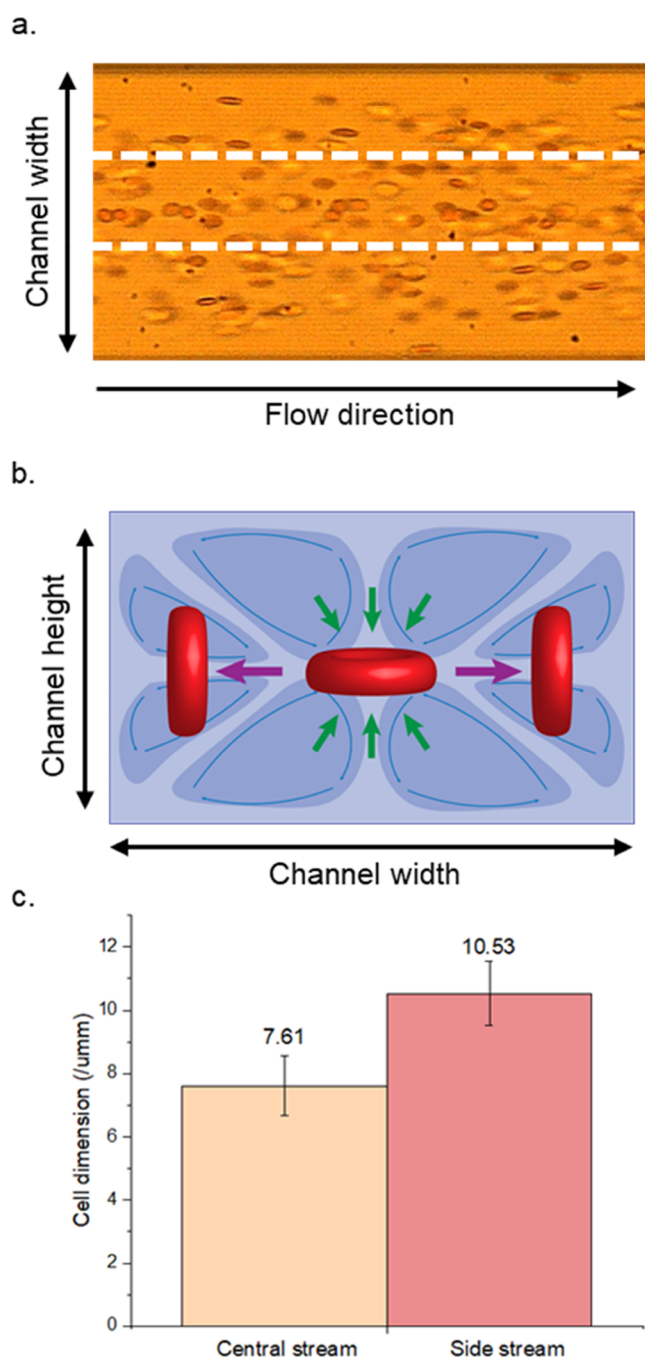 a.
Channel width
Flow direction
b.
Channel height
Channel width
c.
Cell dimension (/umm)
12
10
8
6
4
2
0
7.61
10.53
Central stream
Side stream